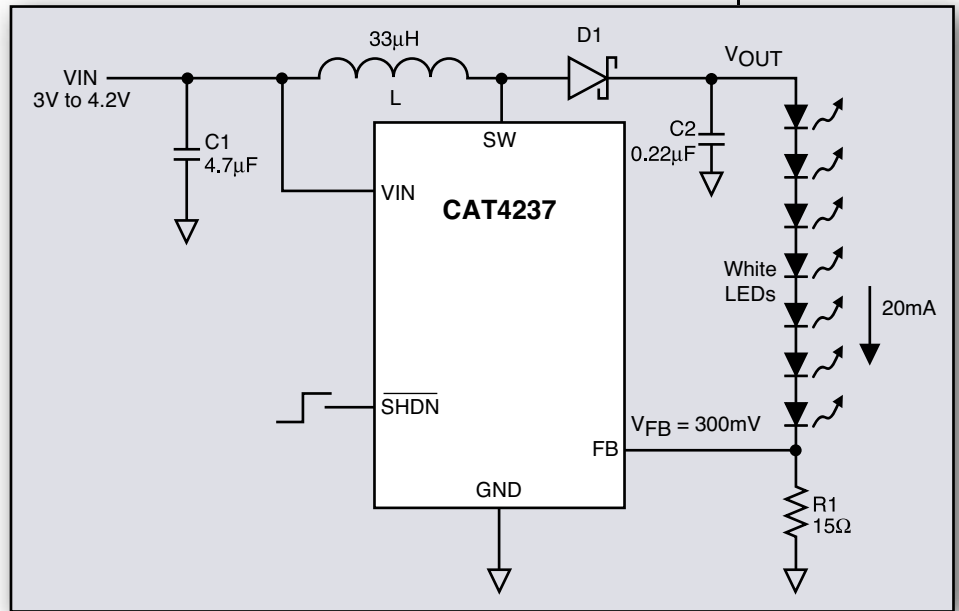 33μH
D1
VOUT
VIN
3V to 4.2V
L
C1
4.7μF
SW
C2
0.22μF
VIN
CAT4237
White
LEDs
20mA
SHDN
VFB = 300mV
FB
GND
R1
15Ω